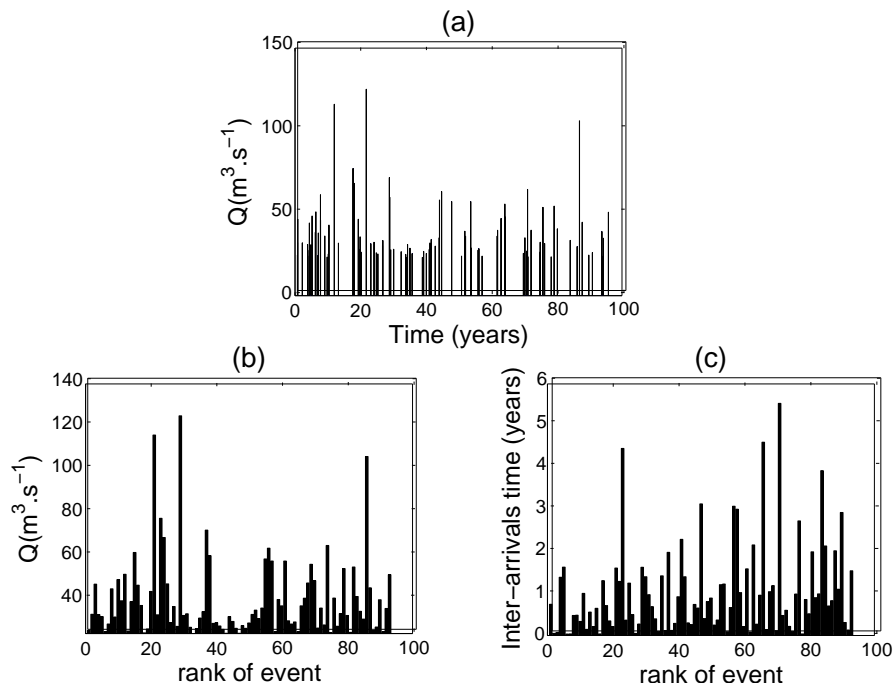 (a)
150
100
50
0
Q(m³.s⁻¹)
0 20 40 60 80 100
Time (years)
(b)
140
120
100
80
60
40
Q(m³.s⁻¹)
0 20 40 60 80 100
rank of event
(c)
6
5
4
3
2
1
0
Inter−arrivals time (years)
0 20 40 60 80 100
rank of event